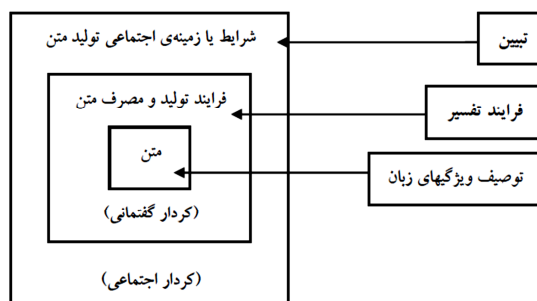 شرایط یا زمینه‌ی اجتماعی تولید متن
تبیین
فرایند تولید و مصرف متن
فرایند تفسیر
متن
توصیف ویژگیهای زبان
(کردار گفتمانی)
(کردار اجتماعی)